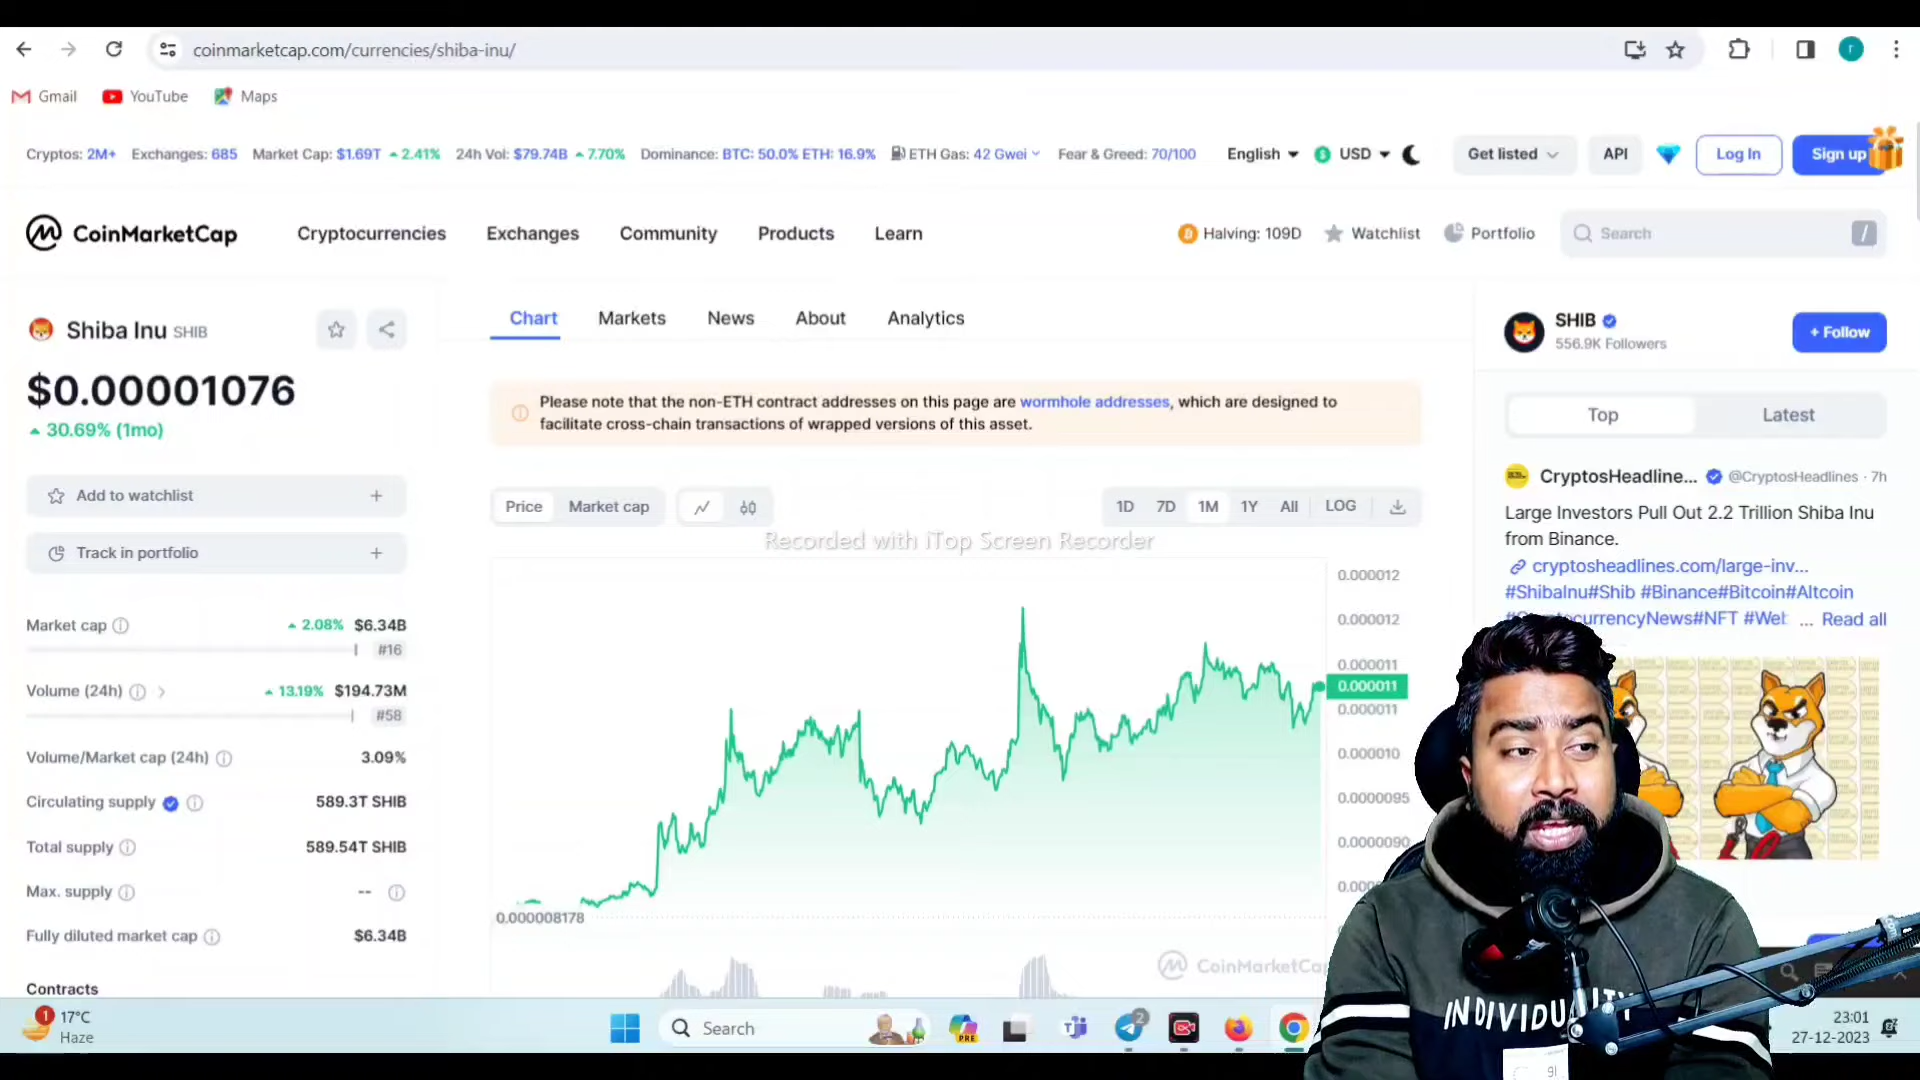 coinmarketcap.com/currencies/shiba-inu/
r
Gmail YouTube Maps
Cryptos: 2M+ Exchanges: 685 Market Cap: $1.69T 2.41% 24h Vol: $79.74B 7.70% Dominance: BTC: 50.0% ETH: 16.9% ETH Gas: 42 Gwei Fear & Greed: 70/100 English USD Get listed API Log In Sign up
CoinMarketCap Cryptocurrencies Exchanges Community Products Learn Halving: 109D Watchlist Portfolio Search /
Shiba Inu SHIB
$0.00001076
30.69% (1mo)
Add to watchlist +
Track in portfolio +
Market cap 2.08% $6.34B
#16
Volume (24h) 13.19% $194.73M
#58
Volume/Market cap (24h) 3.09%
Circulating supply 589.3T SHIB
Total supply 589.54T SHIB
Max. supply --
Fully diluted market cap $6.34B
Contracts
Chart Markets News About Analytics
Please note that the non-ETH contract addresses on this page are wormhole addresses, which are designed to
facilitate cross-chain transactions of wrapped versions of this asset.
Price Market cap 1D 7D 1M 1Y All LOG
Recorded with iTop Screen Recorder
0.000012
0.000012
0.000011
0.000011
0.000011
0.000010
0.0000095
0.0000090
0.000008178
SHIB
556.9K Followers
+ Follow
Top Latest
CryptosHeadline... @CryptosHeadlines · 7h
Large Investors Pull Out 2.2 Trillion Shiba Inu
from Binance.
cryptosheadlines.com/large-inv...
#ShibaInu#Shib #Binance#Bitcoin#Altcoin
currencyNews#NFT #Wel ... Read all
INDIVIDU
1 17°C
Haze
Search
PRE
2
23:01
27-12-2023